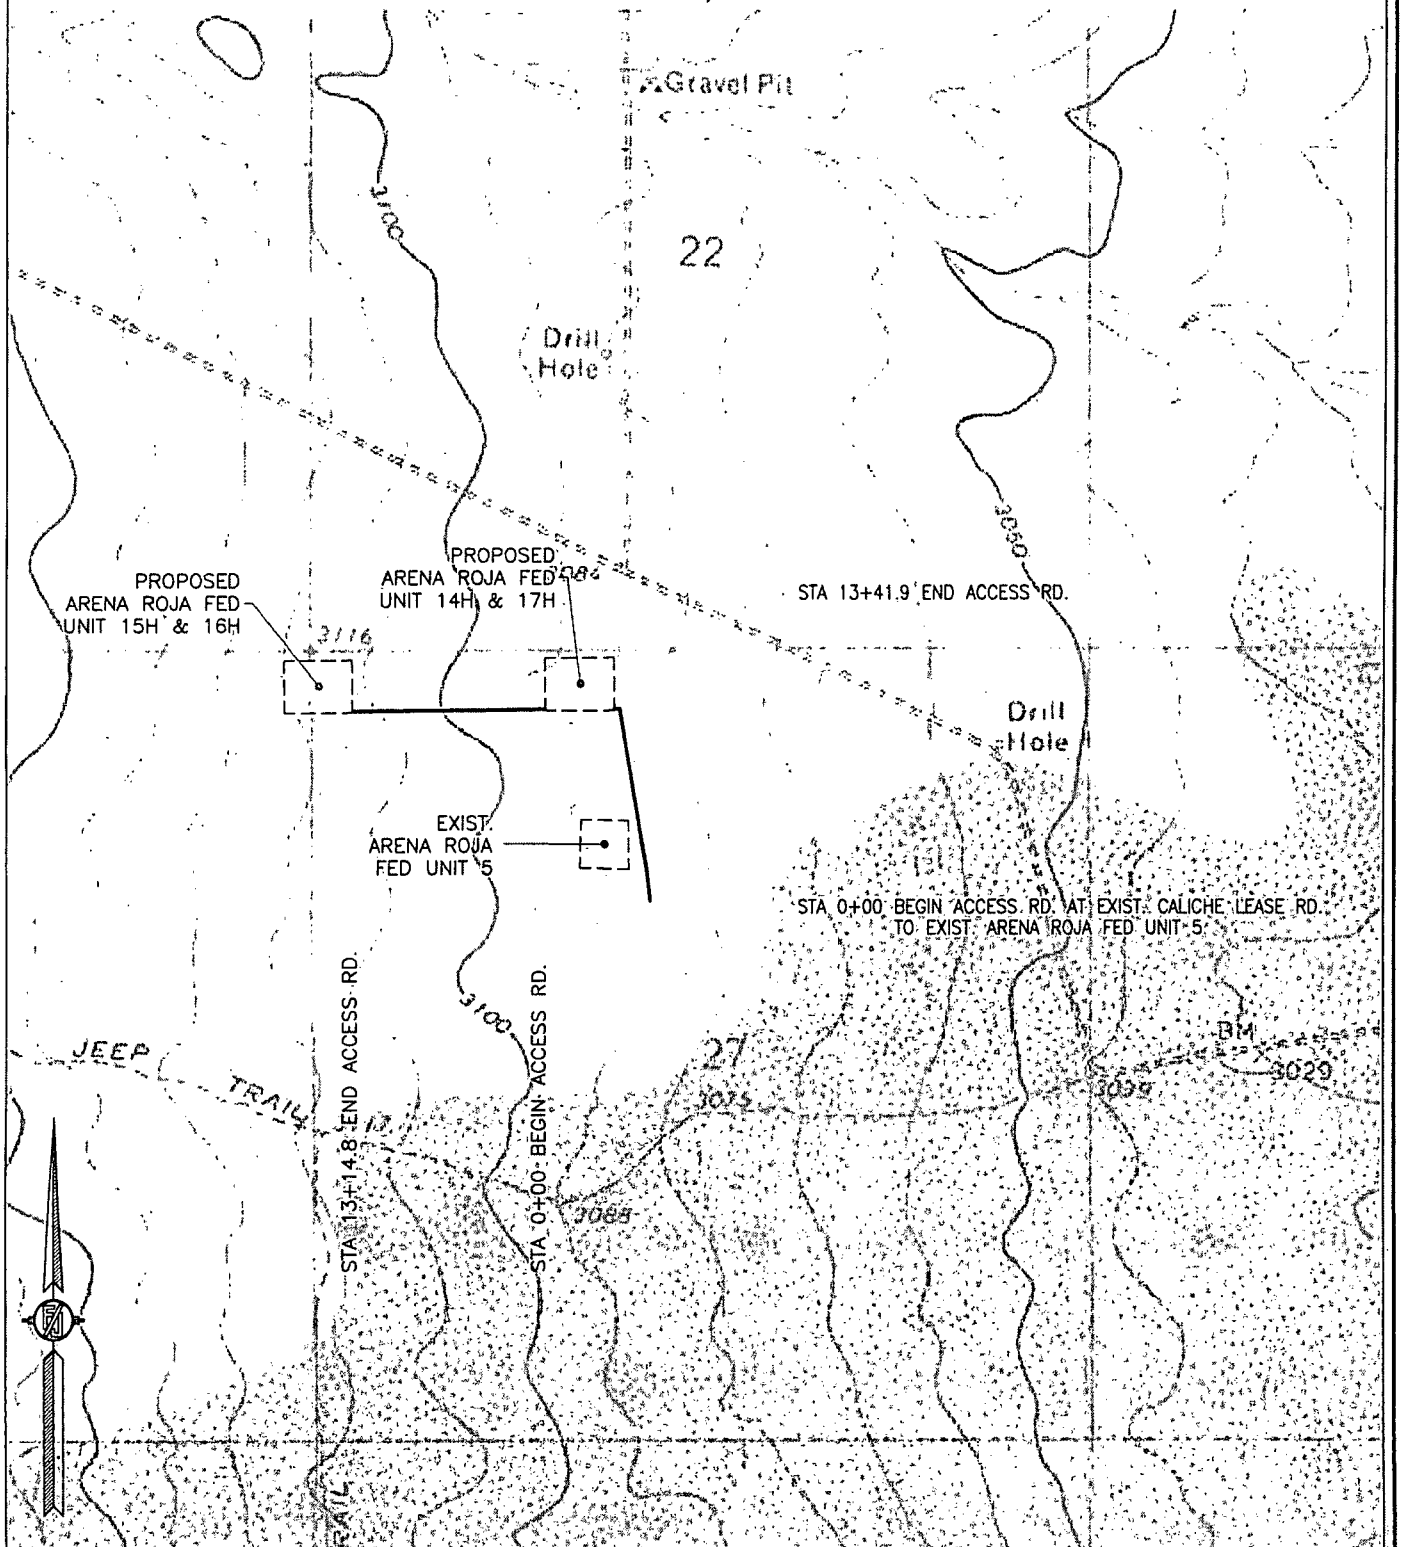 Gravel Pit
3100
22
Drill
Hole
3050
PROPOSED
ARENA ROJA FED
UNIT 14H & 17H
3084
PROPOSED
ARENA ROJA FED
UNIT 15H & 16H
STA 13+41.9 END ACCESS RD.
3116
Drill
Hole
EXIST.
ARENA ROJA
FED UNIT 5
STA 0+00 BEGIN ACCESS RD. AT EXIST. CALICHE LEASE RD.
TO EXIST. ARENA ROJA FED UNIT 5
STA 13+14.8 END ACCESS RD.
STA 0+00 BEGIN ACCESS RD.
3100
JEEP
TRAIL
27
3075
BM
3029
3039
3088